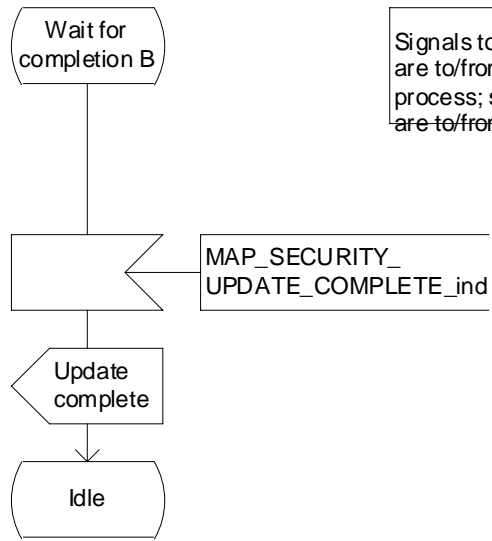 Wait for
completion B
Signals to
are to/from
process; s
are to/from
MAP_SECURITY_
UPDATE_COMPLETE_ind
Update
complete
Idle